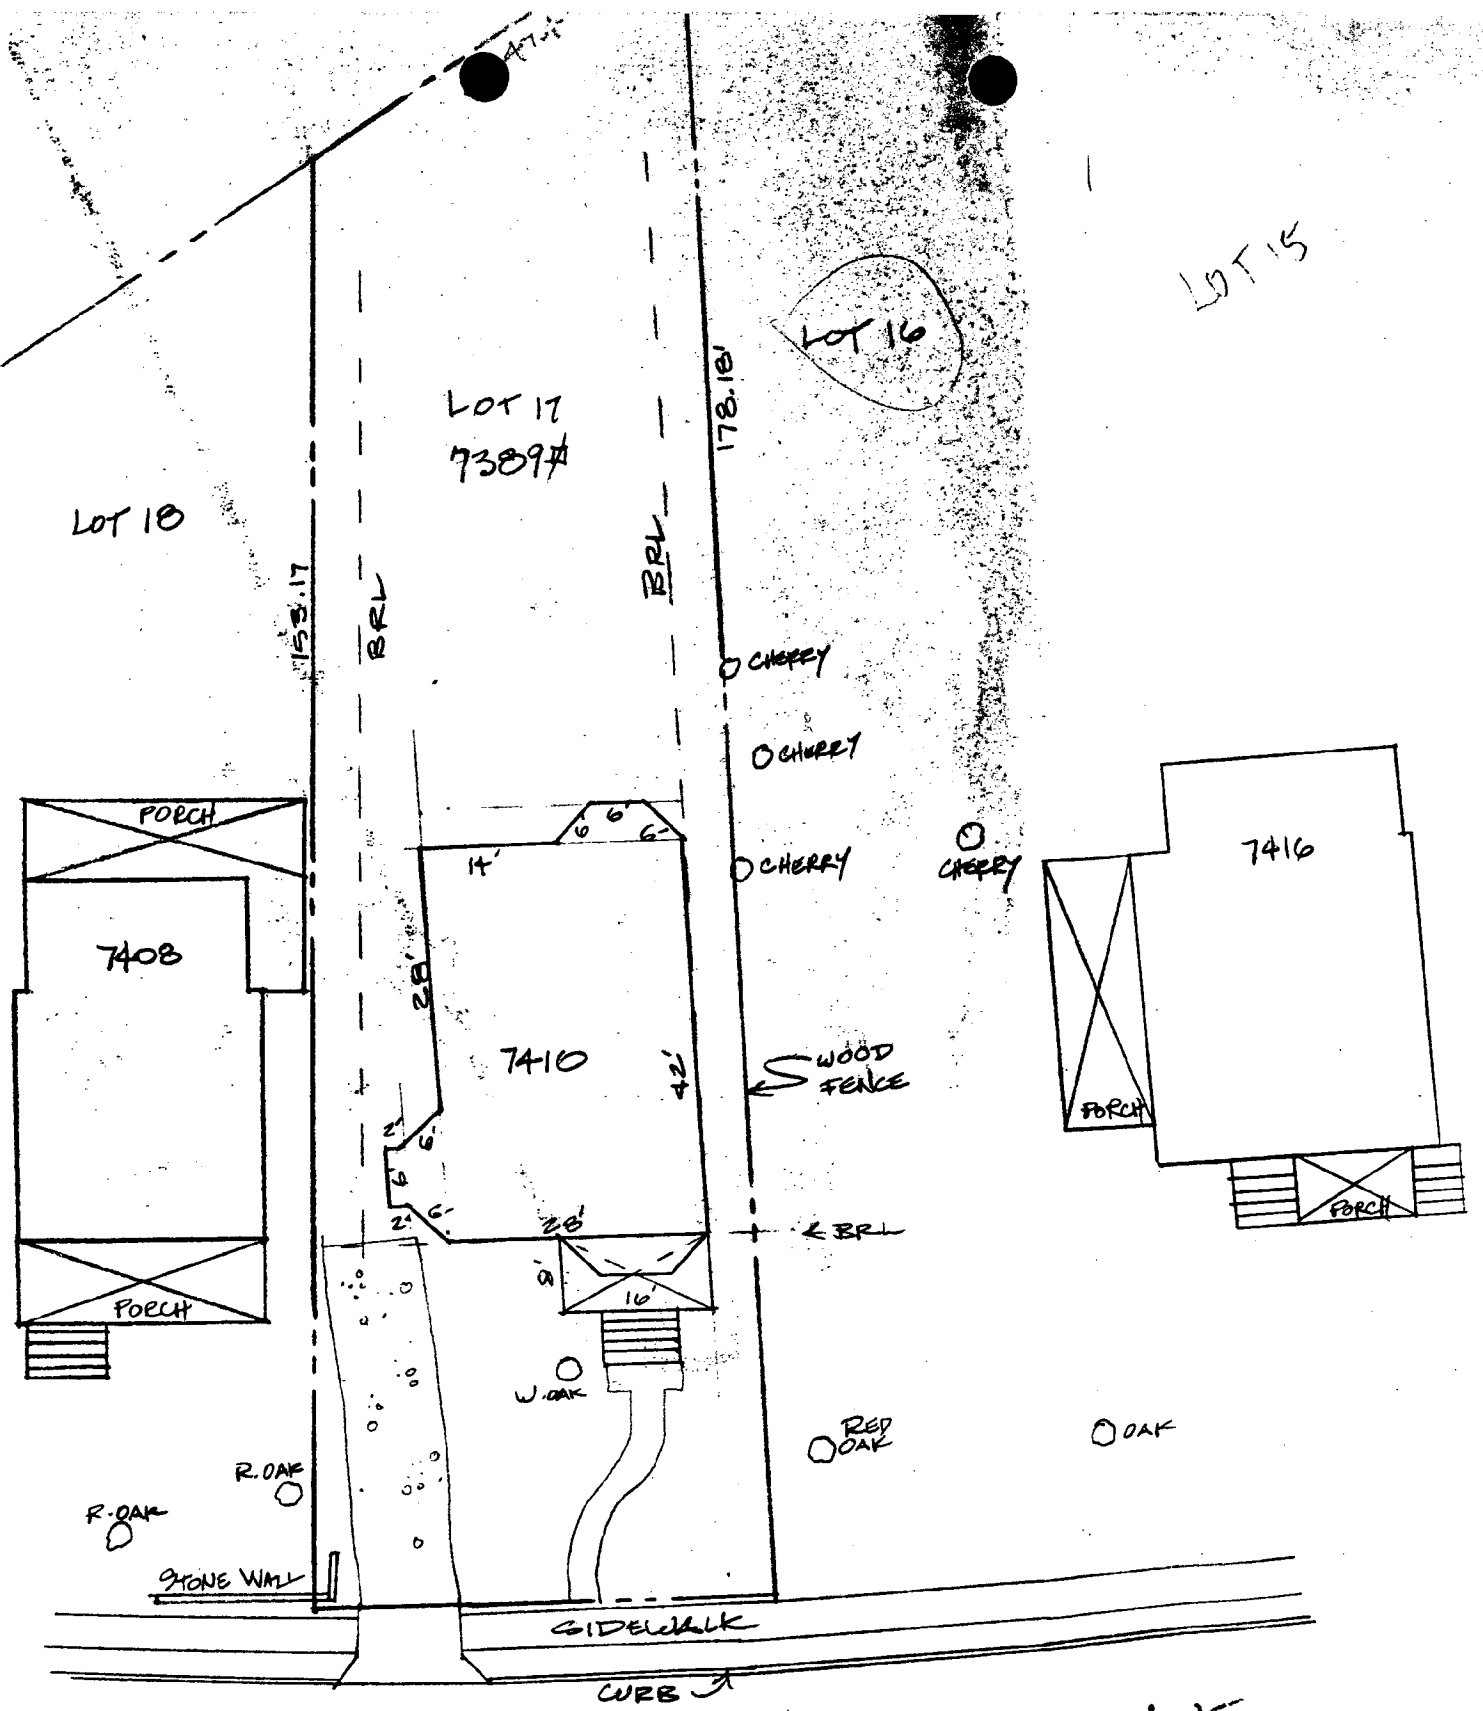 47.
LOT 15
LOT 16
178.18'
LOT 17
7389#
LOT 18
153.17
BRL
BRL
CHERRY
CHERRY
PORCH
6'
6'
6'
14'
CHERRY
CHERRY
7416
7408
28'
7410
42'
WOOD
FENCE
PORCH
2'
6'
6'
2'
6'
28'
BRL
PORCH
8'
16'
PORCH
W.OAK
RED
OAK
OAK
R.OAK
R.OAK
STONE WALL
SIDEWALK
CURB